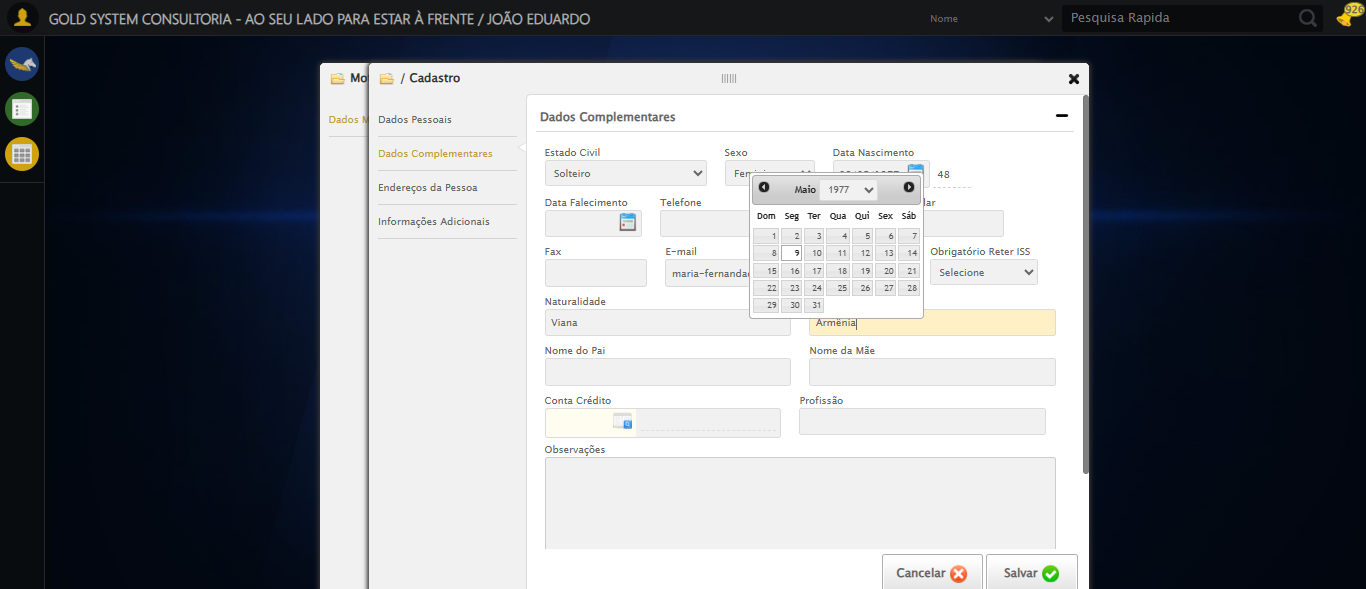 GOLD SYSTEM CONSULTORIA - AO SEU LADO PARA ESTAR À FRENTE / JOÃO EDUARDO
Nome
Pesquisa Rapida
926
/ Cadastro
Dados Pessoais
Dados Complementares
Endereços da Pessoa
Informações Adicionais
Dados Complementares
Estado Civil
Sexo
Data Nascimento
Solteiro
48
Data Falecimento
Telefone
Maio 1977
Dom Seg Ter Qua Qui Sex Sáb
1 2 3 4 5 6 7
8 9 10 11 12 13 14
15 16 17 18 19 20 21
22 23 24 25 26 27 28
29 30 31
Fax
E-mail
Obrigatório Reter ISS
maria-fernanda
Selecione
Naturalidade
Viana
Armênia
Nome do Pai
Nome da Mãe
Conta Crédito
Profissão
Observações
Cancelar
Salvar